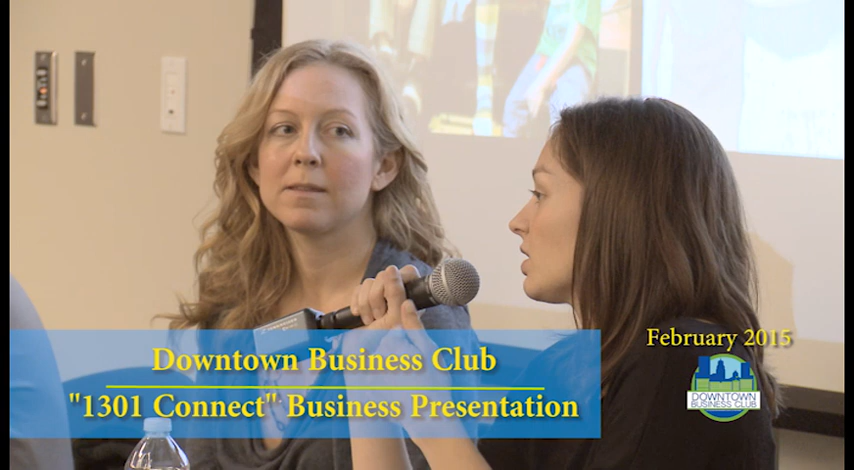 Downtown Business Club
"1301 Connect" Business Presentation
February 2015
DOWNTOWN
BUSINESS CLUB